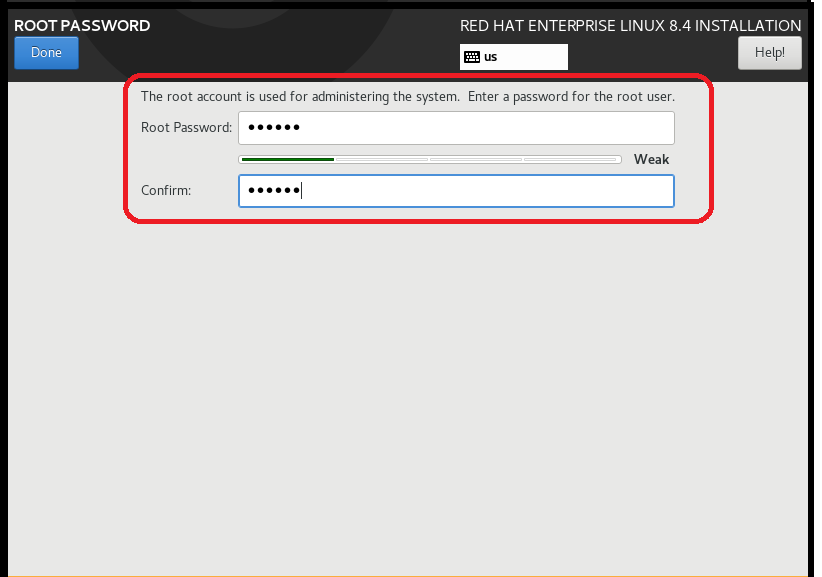 ROOT PASSWORD
RED HAT ENTERPRISE LINUX 8.4 INSTALLATION
Done
us
Help!
The root account is used for administering the system.  Enter a password for the root user.
Root Password: ●●●●●●
Weak
Confirm: ●●●●●●